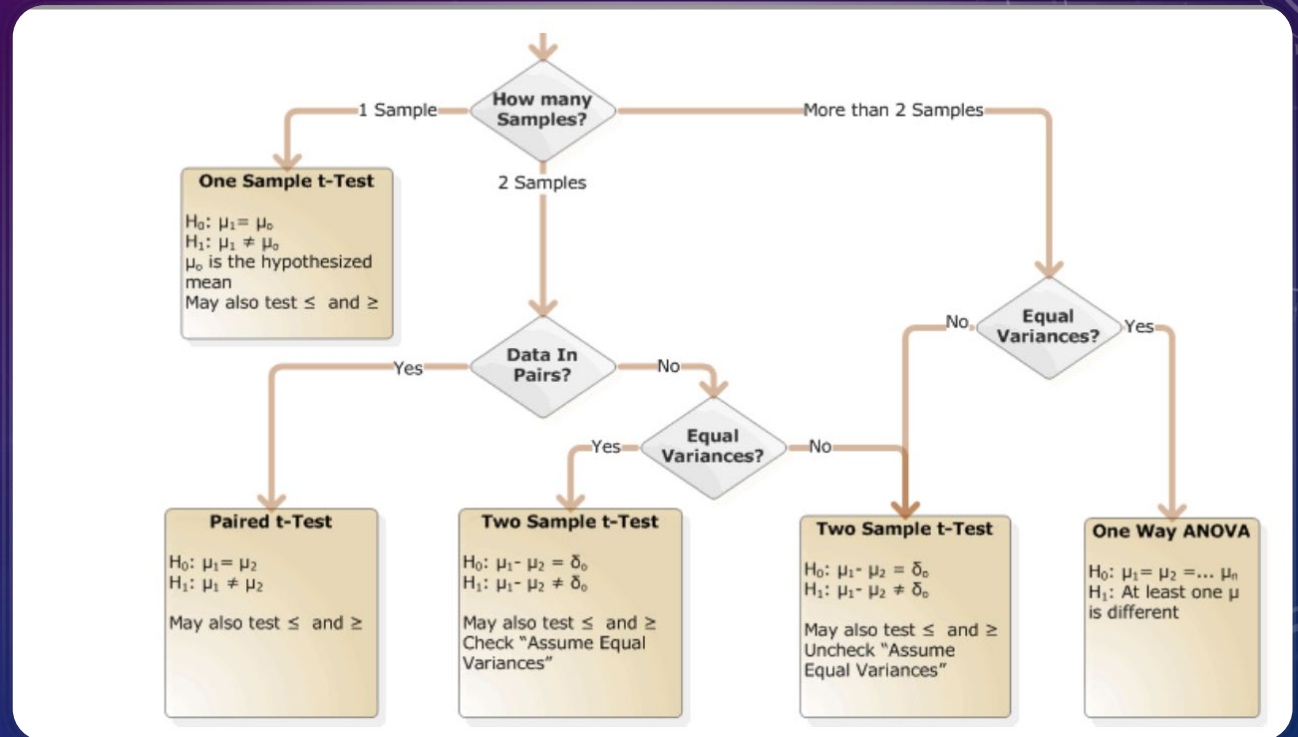 How many
Samples?
1 Sample
More than 2 Samples
2 Samples
One Sample t-Test
H₀: μ₁= μₒ
H₁: μ₁ ≠ μₒ
μₒ is the hypothesized
mean
May also test ≤ and ≥
Equal
Variances?
No
Yes
Data In
Pairs?
Yes
No
Equal
Variances?
Yes
No
Paired t-Test
H₀: μ₁= μ₂
H₁: μ₁ ≠ μ₂
May also test ≤ and ≥
Two Sample t-Test
H₀: μ₁- μ₂ = δₒ
H₁: μ₁- μ₂ ≠ δₒ
May also test ≤ and ≥
Check “Assume Equal
Variances”
Two Sample t-Test
H₀: μ₁- μ₂ = δₒ
H₁: μ₁- μ₂ ≠ δₒ
May also test ≤ and ≥
Uncheck “Assume
Equal Variances”
One Way ANOVA
H₀: μ₁= μ₂ =... μₙ
H₁: At least one μ
is different